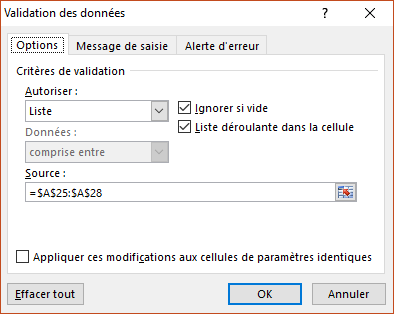 Validation des données
? ×
Options Message de saisie Alerte d'erreur
Critères de validation
Autoriser :
Liste
Ignorer si vide
Liste déroulante dans la cellule
Données :
comprise entre
Source :
=$A$25:$A$28
Appliquer ces modifications aux cellules de paramètres identiques
Effacer tout OK Annuler